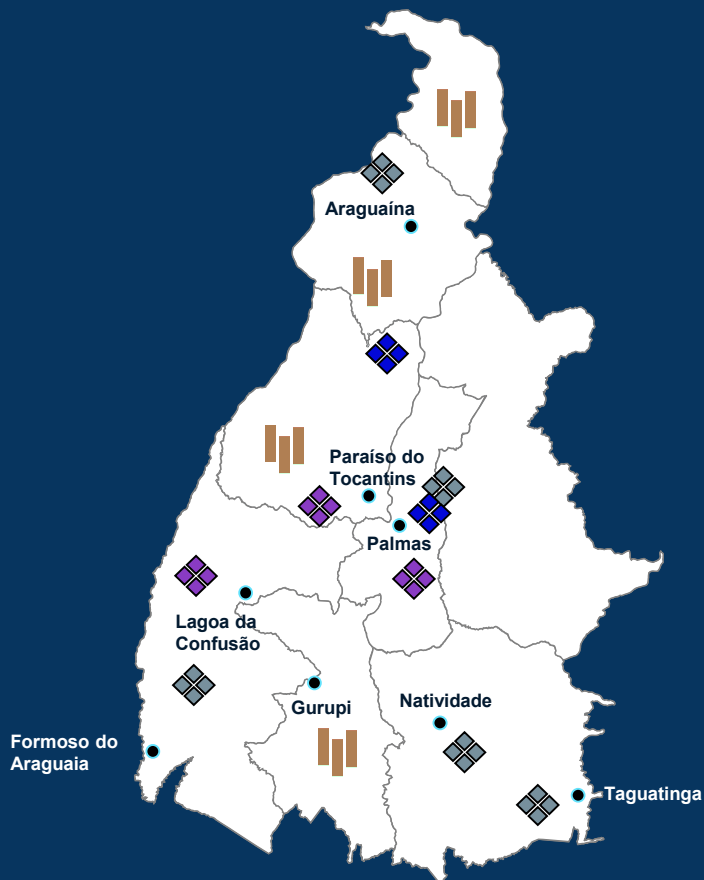 Araguaína
Paraíso do
Tocantins
Palmas
Lagoa da
Confusão
Gurupi
Natividade
Formoso do
Araguaia
Taguatinga